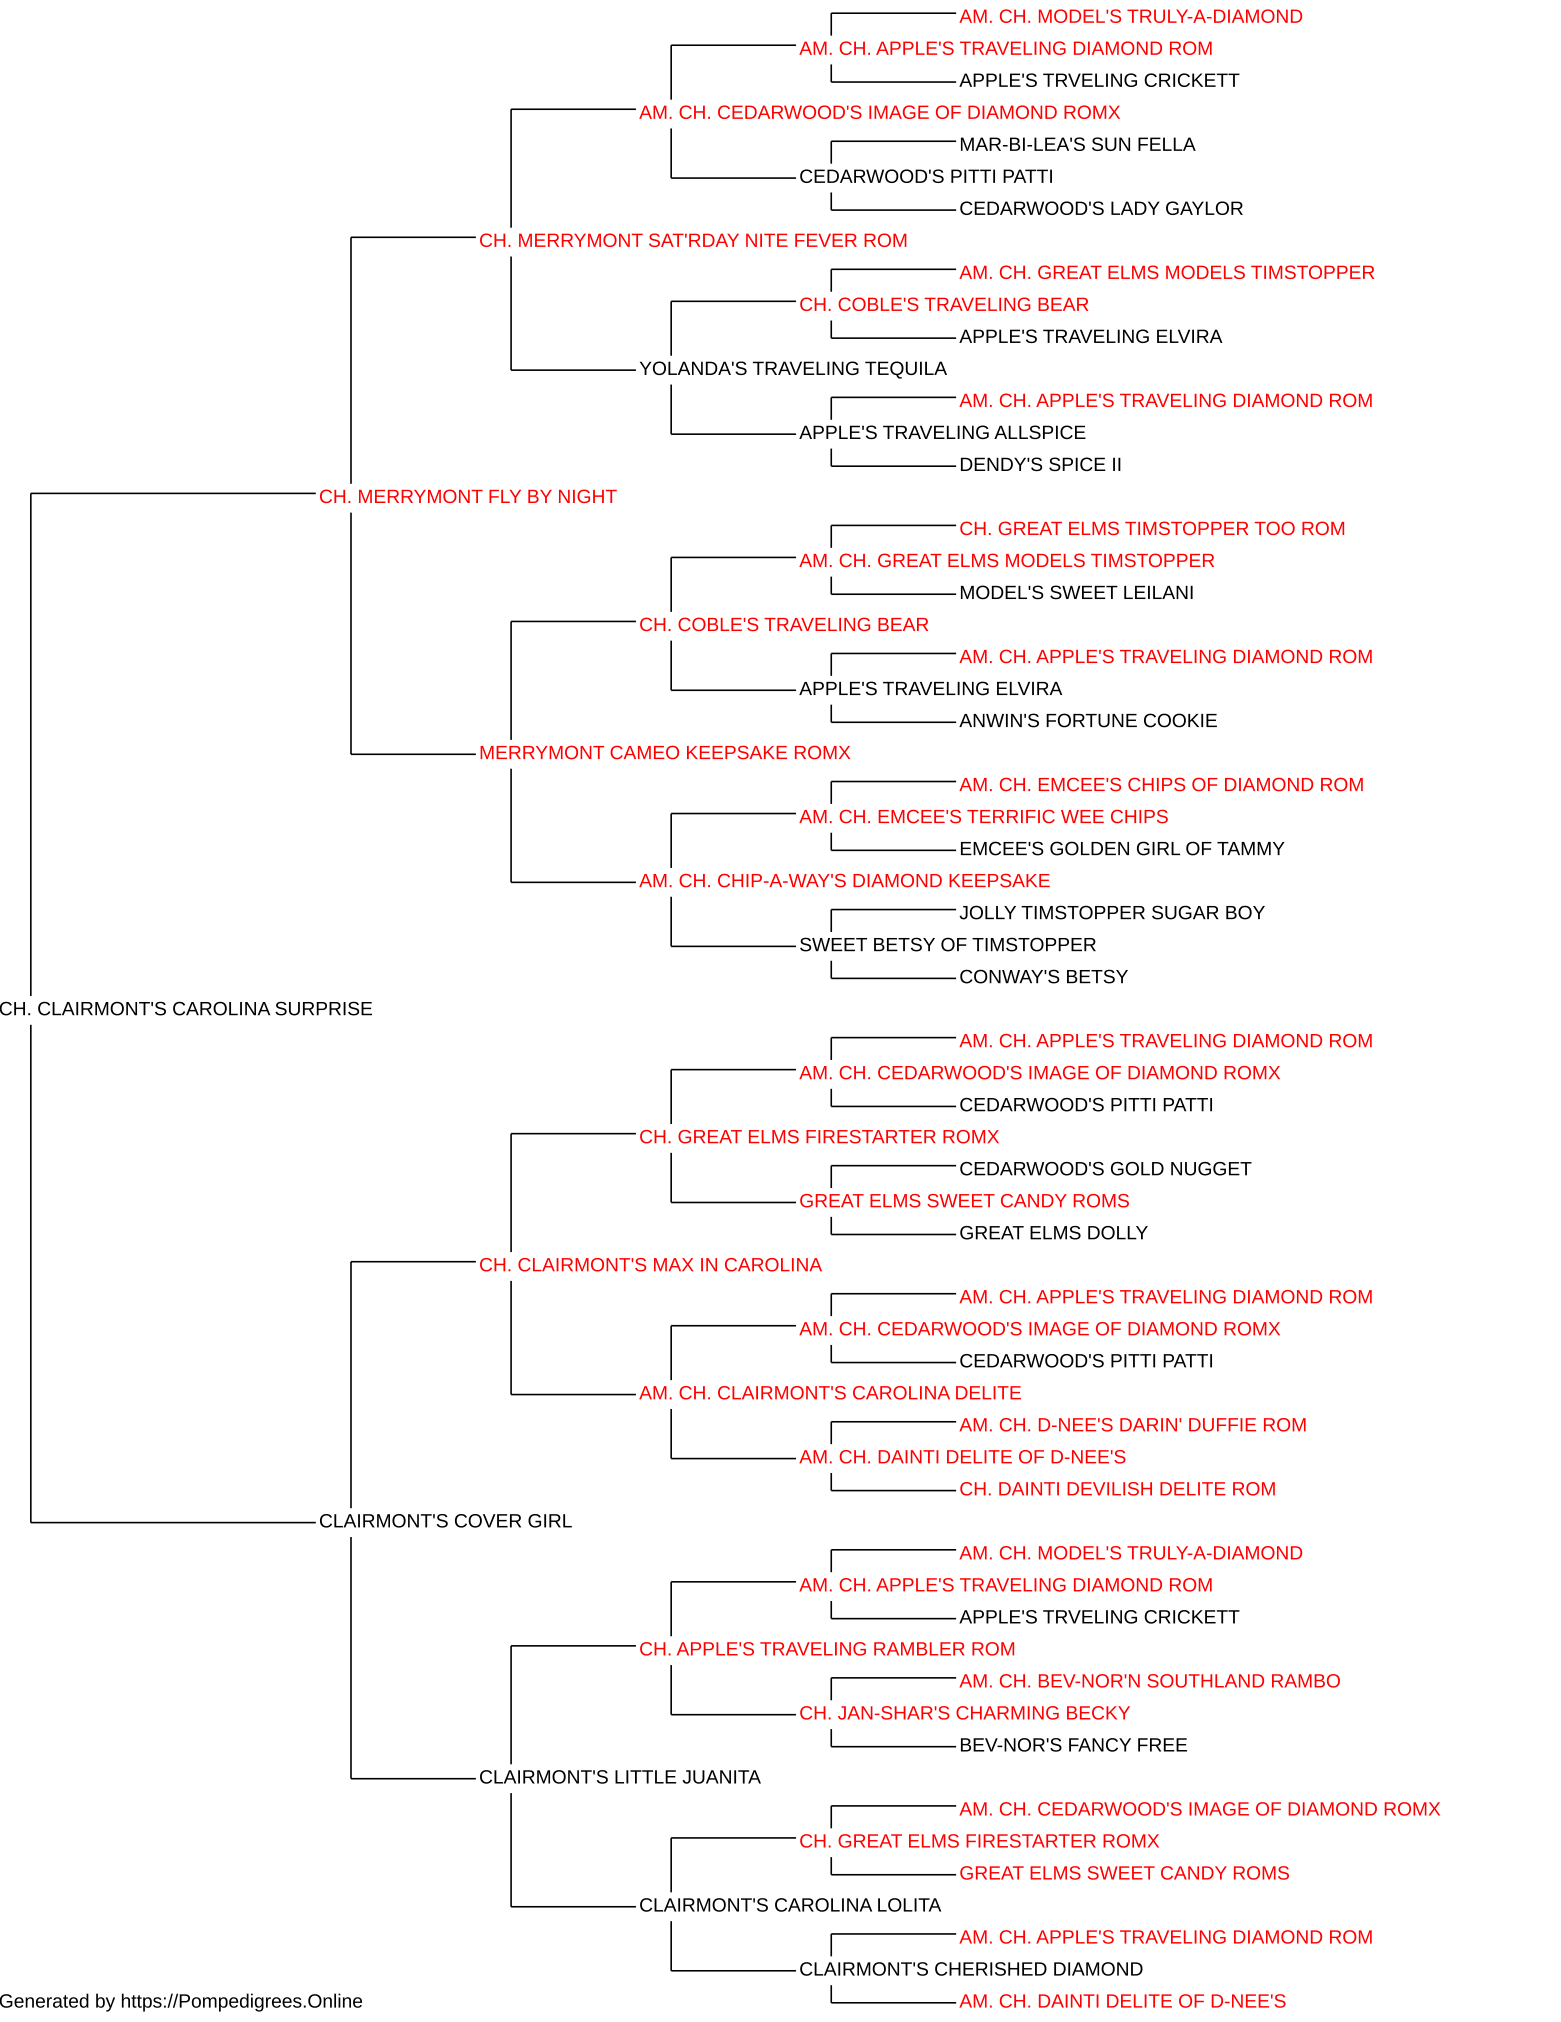 AM. CH. MODEL'S TRULY-A-DIAMOND
AM. CH. APPLE'S TRAVELING DIAMOND ROM
APPLE'S TRVELING CRICKETT
AM. CH. CEDARWOOD'S IMAGE OF DIAMOND ROMX
MAR-BI-LEA'S SUN FELLA
CEDARWOOD'S PITTI PATTI
CEDARWOOD'S LADY GAYLOR
CH. MERRYMONT SAT'RDAY NITE FEVER ROM
AM. CH. GREAT ELMS MODELS TIMSTOPPER
CH. COBLE'S TRAVELING BEAR
APPLE'S TRAVELING ELVIRA
YOLANDA'S TRAVELING TEQUILA
AM. CH. APPLE'S TRAVELING DIAMOND ROM
APPLE'S TRAVELING ALLSPICE
DENDY'S SPICE II
CH. MERRYMONT FLY BY NIGHT
CH. GREAT ELMS TIMSTOPPER TOO ROM
AM. CH. GREAT ELMS MODELS TIMSTOPPER
MODEL'S SWEET LEILANI
CH. COBLE'S TRAVELING BEAR
AM. CH. APPLE'S TRAVELING DIAMOND ROM
APPLE'S TRAVELING ELVIRA
ANWIN'S FORTUNE COOKIE
MERRYMONT CAMEO KEEPSAKE ROMX
AM. CH. EMCEE'S CHIPS OF DIAMOND ROM
AM. CH. EMCEE'S TERRIFIC WEE CHIPS
EMCEE'S GOLDEN GIRL OF TAMMY
AM. CH. CHIP-A-WAY'S DIAMOND KEEPSAKE
JOLLY TIMSTOPPER SUGAR BOY
SWEET BETSY OF TIMSTOPPER
CONWAY'S BETSY
CH. CLAIRMONT'S CAROLINA SURPRISE
AM. CH. APPLE'S TRAVELING DIAMOND ROM
AM. CH. CEDARWOOD'S IMAGE OF DIAMOND ROMX
CEDARWOOD'S PITTI PATTI
CH. GREAT ELMS FIRESTARTER ROMX
CEDARWOOD'S GOLD NUGGET
GREAT ELMS SWEET CANDY ROMS
GREAT ELMS DOLLY
CH. CLAIRMONT'S MAX IN CAROLINA
AM. CH. APPLE'S TRAVELING DIAMOND ROM
AM. CH. CEDARWOOD'S IMAGE OF DIAMOND ROMX
CEDARWOOD'S PITTI PATTI
AM. CH. CLAIRMONT'S CAROLINA DELITE
AM. CH. D-NEE'S DARIN' DUFFIE ROM
AM. CH. DAINTI DELITE OF D-NEE'S
CH. DAINTI DEVILISH DELITE ROM
CLAIRMONT'S COVER GIRL
AM. CH. MODEL'S TRULY-A-DIAMOND
AM. CH. APPLE'S TRAVELING DIAMOND ROM
APPLE'S TRVELING CRICKETT
CH. APPLE'S TRAVELING RAMBLER ROM
AM. CH. BEV-NOR'N SOUTHLAND RAMBO
CH. JAN-SHAR'S CHARMING BECKY
BEV-NOR'S FANCY FREE
CLAIRMONT'S LITTLE JUANITA
AM. CH. CEDARWOOD'S IMAGE OF DIAMOND ROMX
CH. GREAT ELMS FIRESTARTER ROMX
GREAT ELMS SWEET CANDY ROMS
CLAIRMONT'S CAROLINA LOLITA
AM. CH. APPLE'S TRAVELING DIAMOND ROM
CLAIRMONT'S CHERISHED DIAMOND
AM. CH. DAINTI DELITE OF D-NEE'S
Generated by https://Pompedigrees.Online